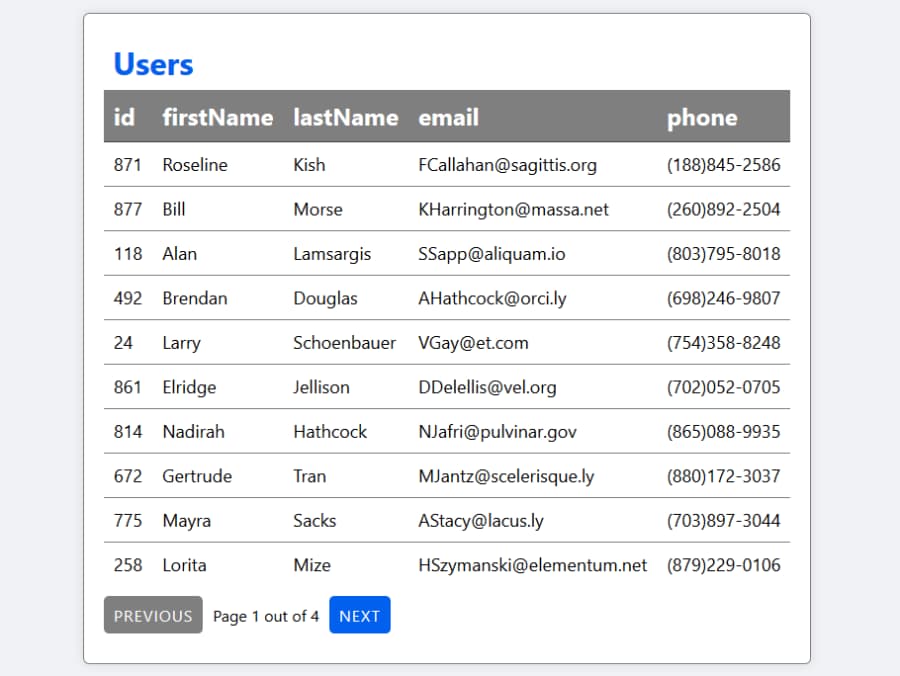 Users
id firstName lastName email phone
871 Roseline Kish FCallahan@sagittis.org (188)845-2586
877 Bill Morse KHarrington@massa.net (260)892-2504
118 Alan Lamsargis SSapp@aliquam.io (803)795-8018
492 Brendan Douglas AHathcock@orci.ly (698)246-9807
24 Larry Schoenbauer VGay@et.com (754)358-8248
861 Elridge Jellison DDelellis@vel.org (702)052-0705
814 Nadirah Hathcock NJafri@pulvinar.gov (865)088-9935
672 Gertrude Tran MJantz@scelerisque.ly (880)172-3037
775 Mayra Sacks AStacy@lacus.ly (703)897-3044
258 Lorita Mize HSzymanski@elementum.net (879)229-0106
PREVIOUS Page 1 out of 4 NEXT